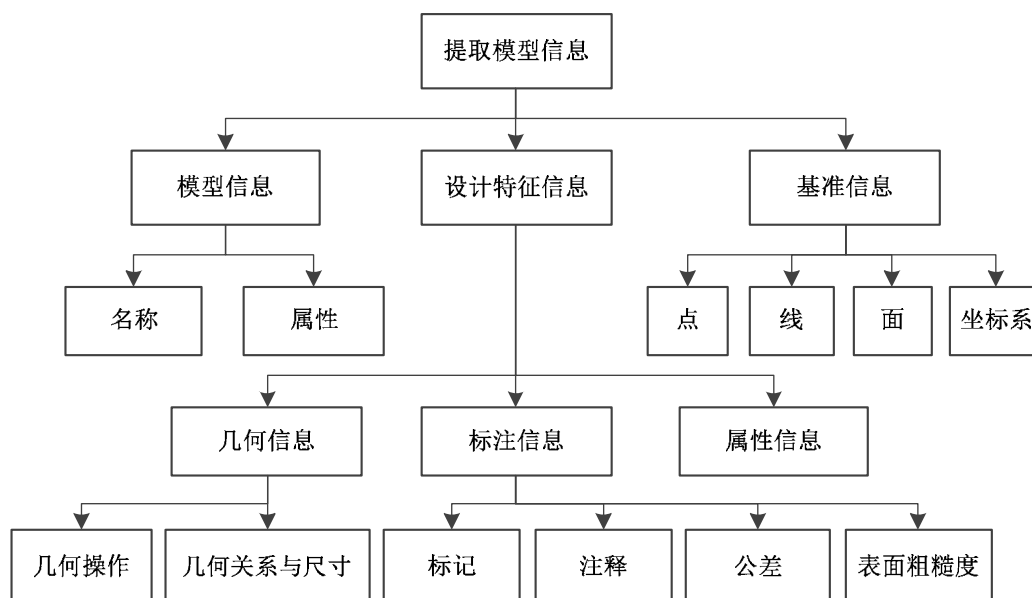 提取模型信息
模型信息
设计特征信息
基准信息
名称
属性
点
线
面
坐标系
几何信息
标注信息
属性信息
几何操作
几何关系与尺寸
标记
注释
公差
表面粗糙度